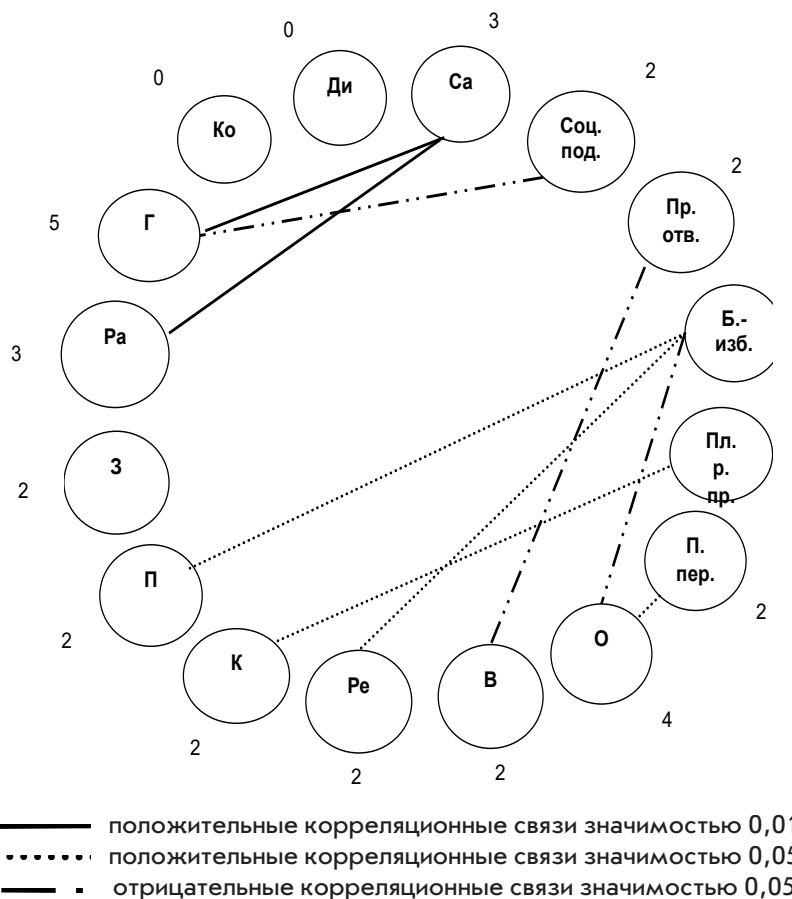 0
3
0
2
Ди
Са
Ко
Соц.
под.
2
5
Г
Пр.
отв.
3
Ра
Б.-
изб.
2
З
Пл.
р.
пр.
П
П.
пер.
2
2
К
О
Ре
В
4
2
2
2
положительные корреляционные связи значимостью 0,01
положительные корреляционные связи значимостью 0,05
отрицательные корреляционные связи значимостью 0,05